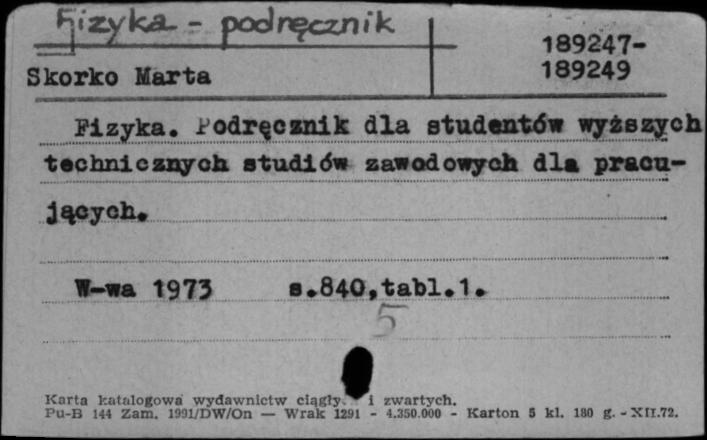 Fizyka - podręcznik
189247-
189249
Skorko Marta
Fizyka. Podręcznik dla studentów wyższych
technicznych studiów zawodowych dla pracu-
jących.
W-wa 1973 s.840,tabl.1.
5
Karta katalogowa wydawnictw ciągły i zwartych.
Pu-B 144 Zam. 1991/DW/On — Wrak 1291 - 4.350.000 - Karton 5 kl. 180 g. - XII.72.